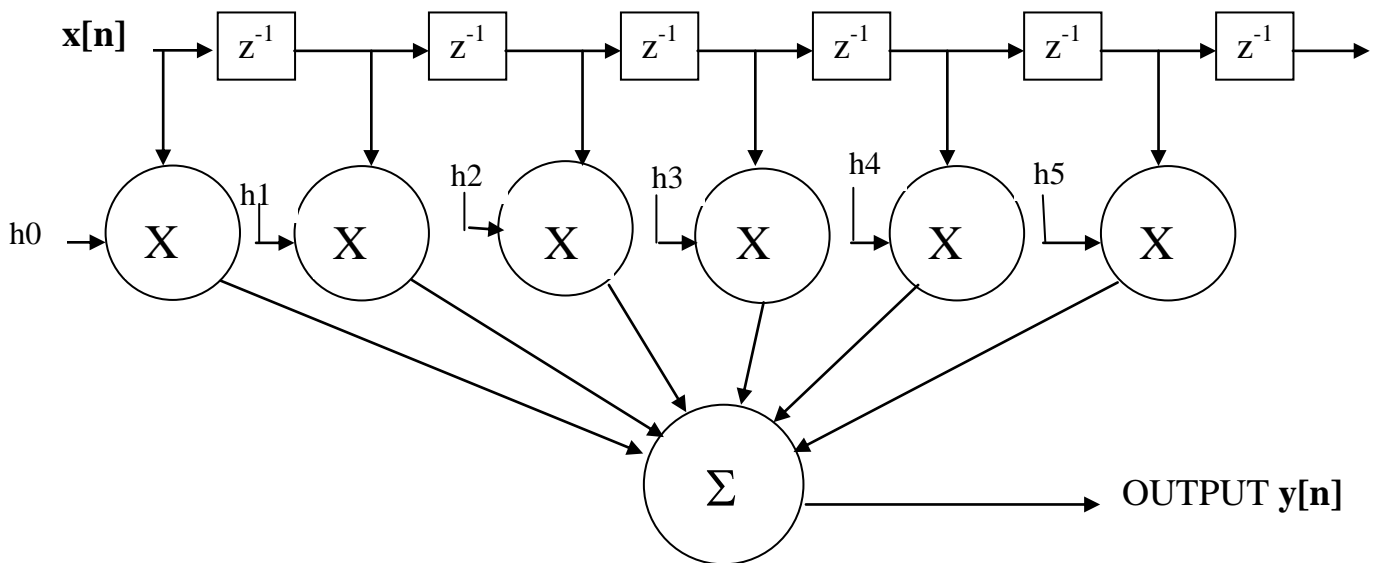 x[n] z⁻¹ z⁻¹ z⁻¹ z⁻¹ z⁻¹ z⁻¹
h0 h1 h2 h3 h4 h5
X X X X X X
Σ
OUTPUT y[n]